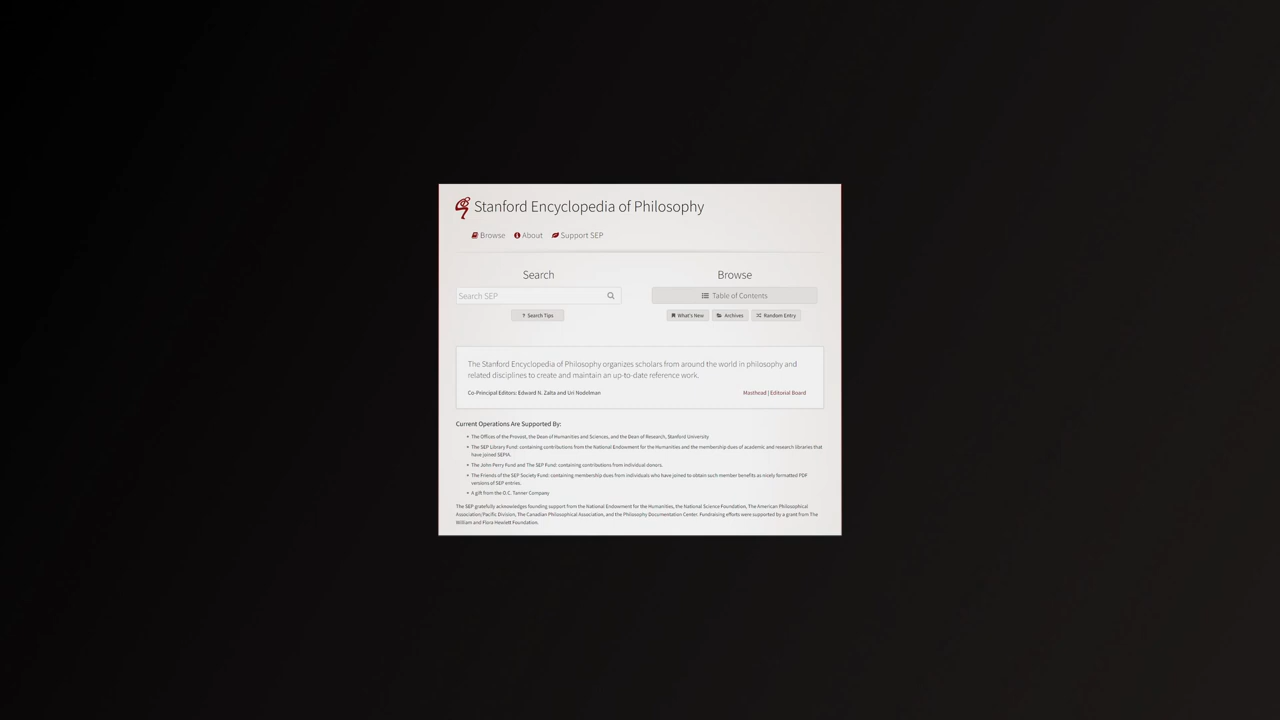 Stanford Encyclopedia of Philosophy
Browse About Support SEP
Search
Search SEP
Search Tips
Browse
Table of Contents
What's New Archives Random Entry
The Stanford Encyclopedia of Philosophy organizes scholars from around the world in philosophy and
related disciplines to create and maintain an up-to-date reference work.
Co-Principal Editors: Edward N. Zalta and Uri Nodelman
Masthead | Editorial Board
Current Operations Are Supported By:
• The Offices of the Provost, the Dean of Humanities and Sciences, and the Dean of Research, Stanford University
• The SEP Library Fund: containing contributions from the National Endowment for the Humanities and the membership dues of academic and research libraries that
have joined SEPIA.
• The John Perry Fund and The SEP Fund: containing contributions from individual donors.
• The Friends of the SEP Society Fund: containing membership dues from individuals who have joined to obtain such member benefits as nicely formatted PDF
versions of SEP entries.
• A gift from the O.C. Tanner Company
The SEP gratefully acknowledges founding support from the National Endowment for the Humanities, the National Science Foundation, The American Philosophical
Association/Pacific Division, The Canadian Philosophical Association, and the Philosophy Documentation Center. Fundraising efforts were supported by a grant from The
William and Flora Hewlett Foundation.